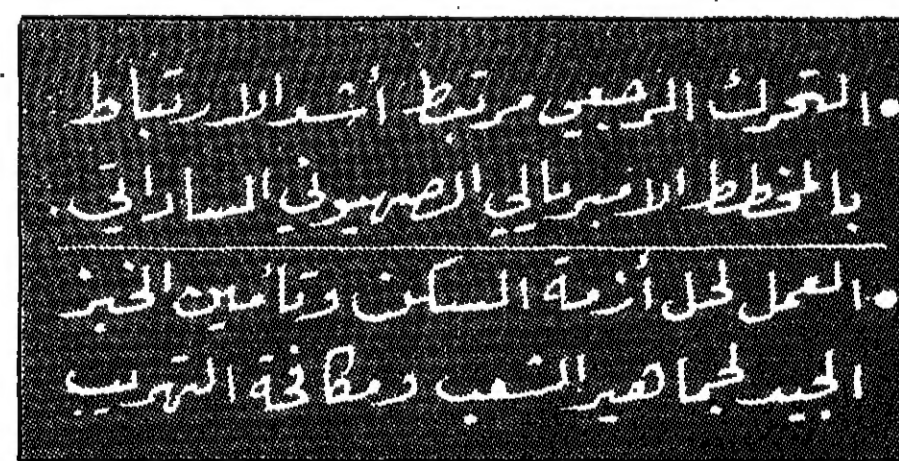 • التحرك الرجعي مرتبط أشد الارتباط
بالمخطط الامبريالي الصهيوني الساداتي.
• العمل لحل أزمة السكن وتأمين الخبز
الجيد لجماهير الشعب ومكافحة التهريب